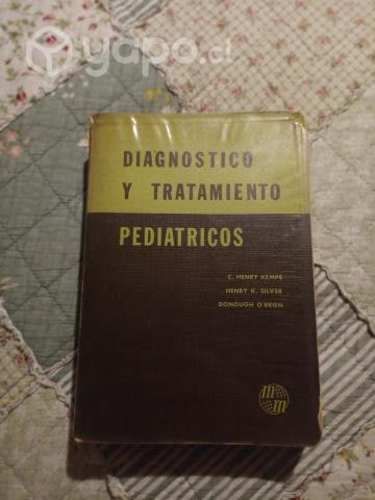 yapo.cl
DIAGNOSTICO
Y TRATAMIENTO
PEDIATRICOS
C. HENRY KEMPE
HENRY K. SILVER
DONOUGH O'BRIEN
m
m